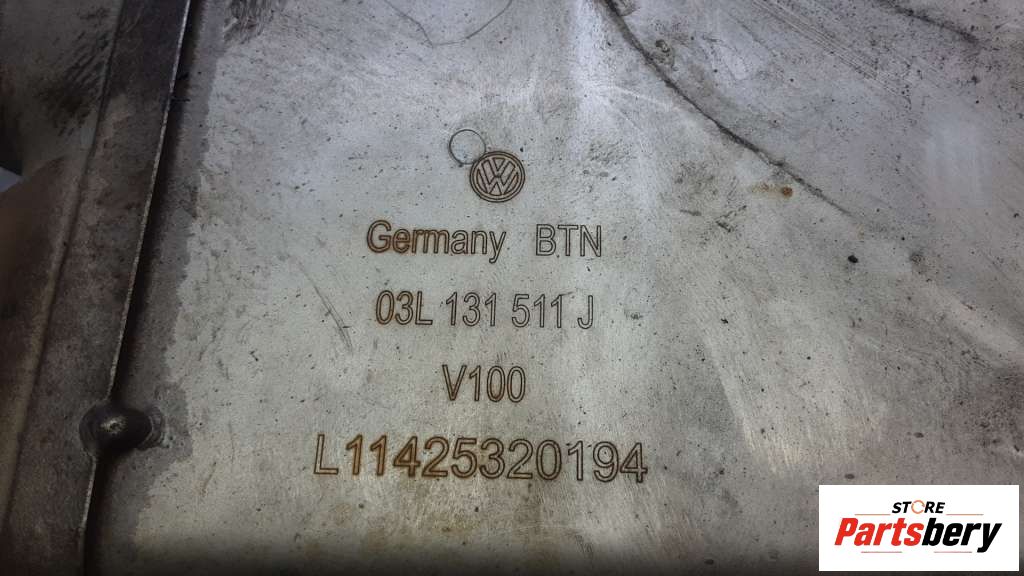 Germany BTN
03L 131 511 J
V100
L11425320194
STORE
Partsbery